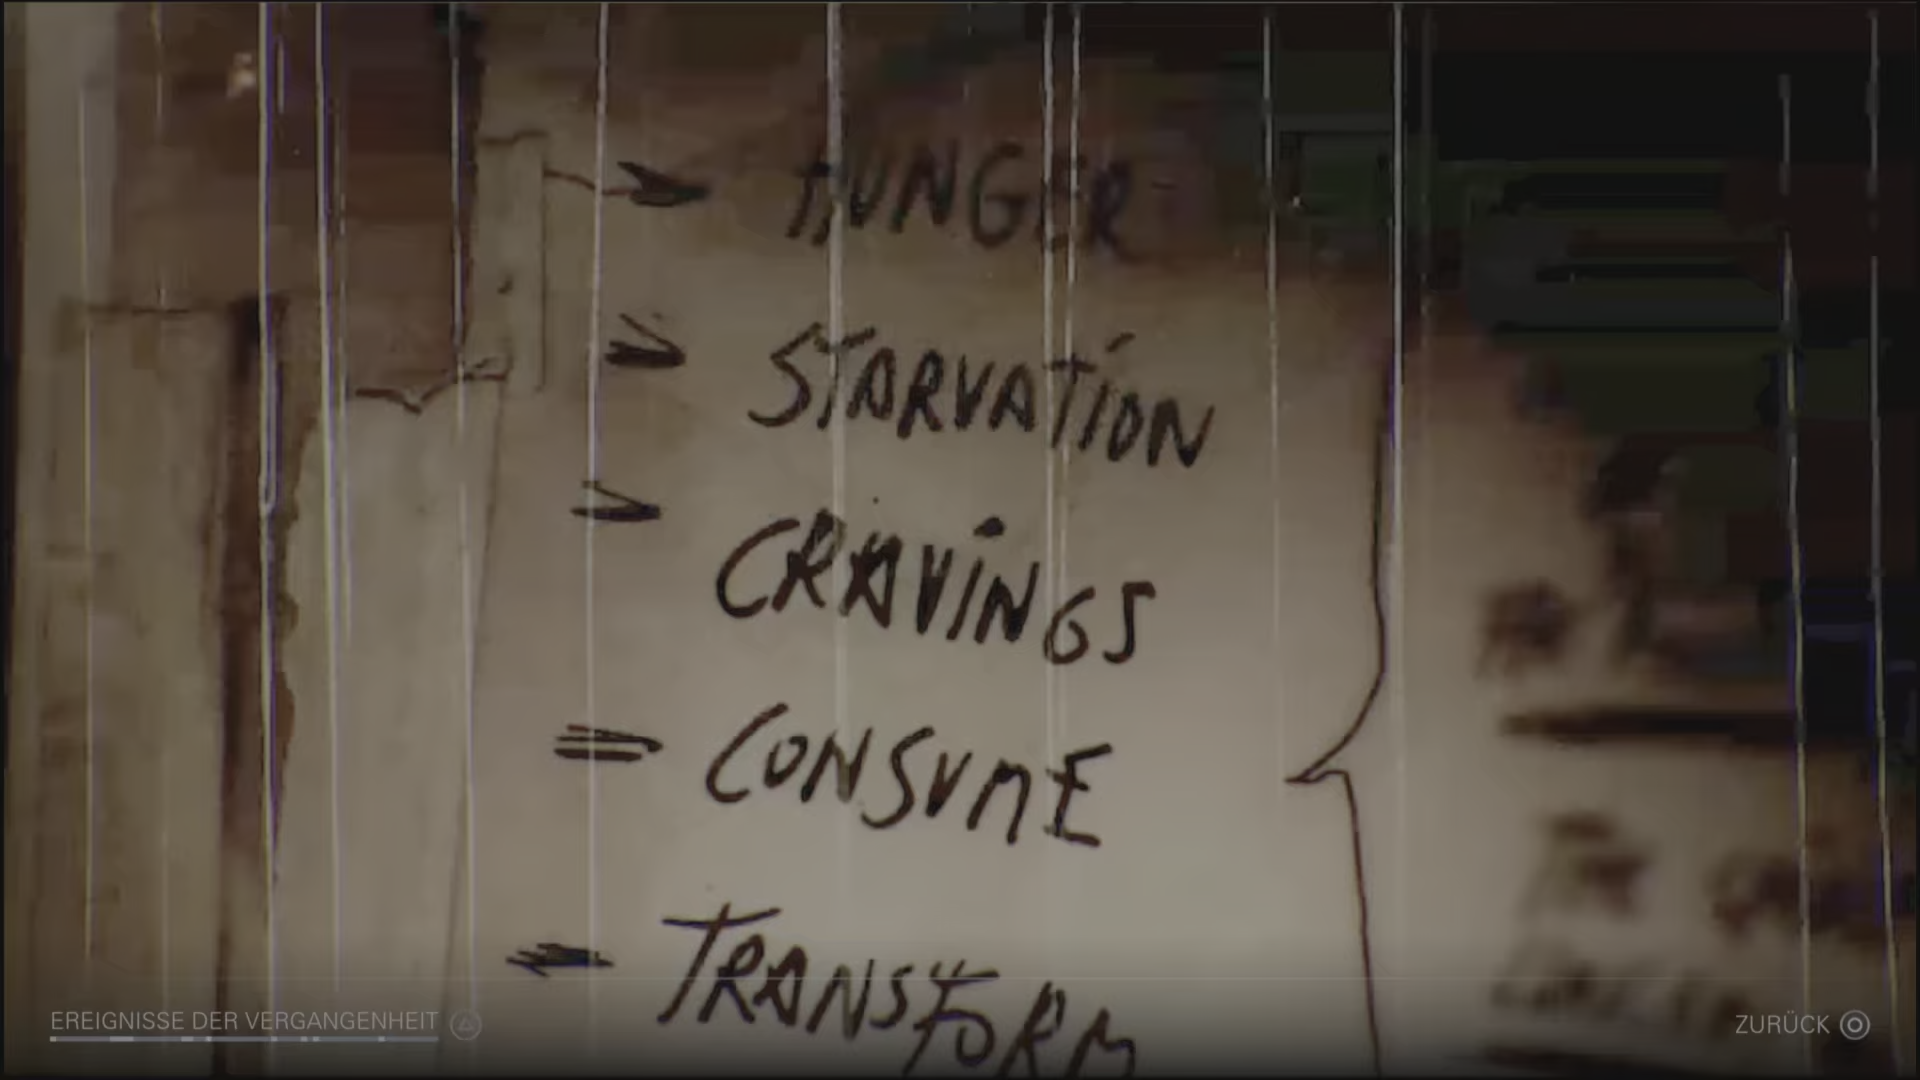 HUNGER
STARVATION
CRAVINGS
CONSUME
TRANSFORM
EREIGNISSE DER VERGANGENHEIT
ZURÜCK